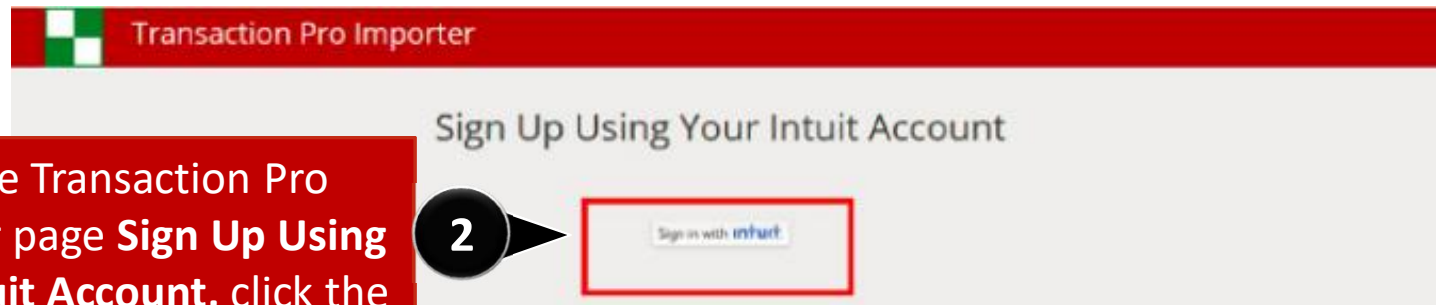 Transaction Pro Importer
Sign Up Using Your Intuit Account
e Transaction Pro
page Sign Up Using
uit Account, click the
2
Sign in with intuit